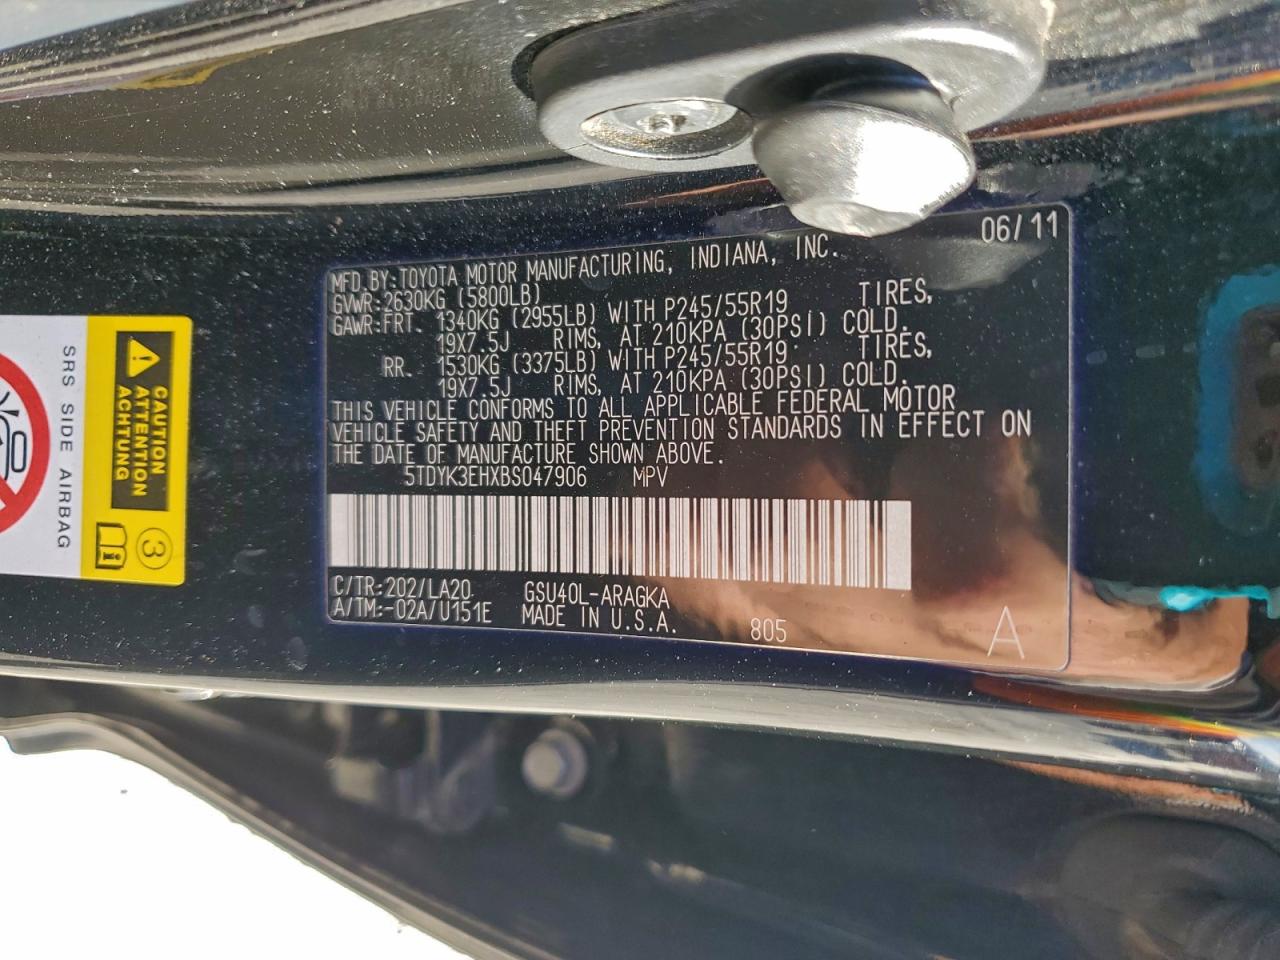 06/11
MFD.BY:TOYOTA MOTOR MANUFACTURING, INDIANA, INC.
GVWR:2630KG (5800LB)
GAWR:FRT. 1340KG (2955LB) WITH P245/55R19 TIRES,
19X7.5J RIMS, AT 210KPA (30PSI) COLD.
RR. 1530KG (3375LB) WITH P245/55R19 TIRES,
19X7.5J RIMS, AT 210KPA (30PSI) COLD.
THIS VEHICLE CONFORMS TO ALL APPLICABLE FEDERAL MOTOR
VEHICLE SAFETY AND THEFT PREVENTION STANDARDS IN EFFECT ON
THE DATE OF MANUFACTURE SHOWN ABOVE.
5TDYK3EHXBS047906 MPV
C/TR:202/LA20 GSU40L-ARAGKA
A/TM:-02A/U151E MADE IN U.S.A.
805
A
CAUTION
ATTENTION
ACHTUNG
3
SRS SIDE AIRBAG